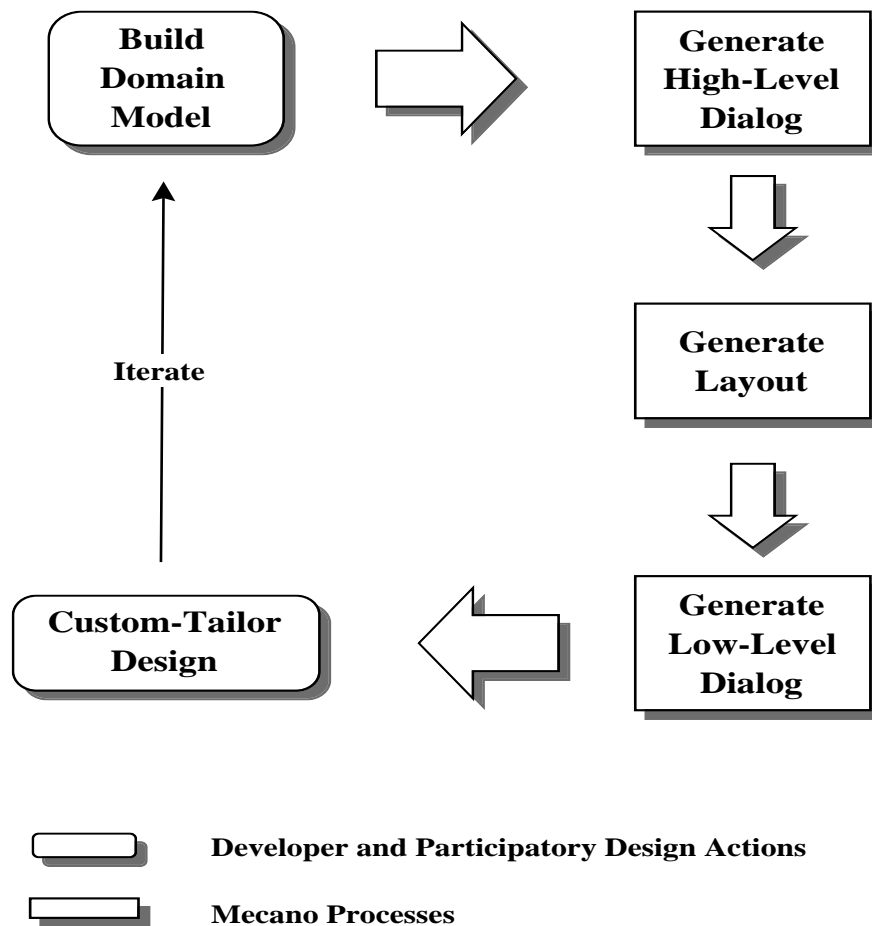 Build
Domain
Model
Generate
High-Level
Dialog
Generate
Layout
Iterate
Custom-Tailor
Design
Generate
Low-Level
Dialog
Developer and Participatory Design Actions
Mecano Processes